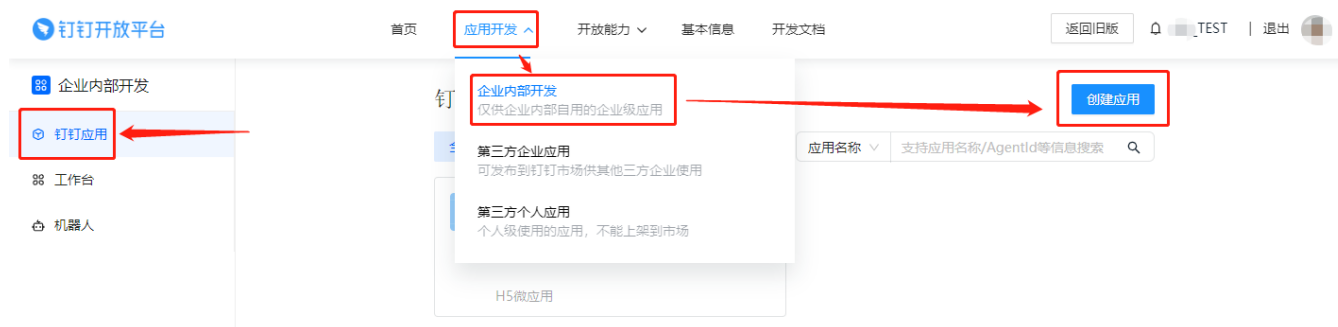 钉钉开放平台
首页
应用开发
开放能力
基本信息
开发文档
返回旧版
_TEST
退出
企业内部开发
钉钉应用
工作台
机器人
钉
企业内部开发
仅供企业内部自用的企业级应用
第三方企业应用
可发布到钉钉市场供其他三方企业使用
第三方个人应用
个人级使用的应用，不能上架到市场
创建应用
应用名称
支持应用名称/AgentId等信息搜索
H5微应用